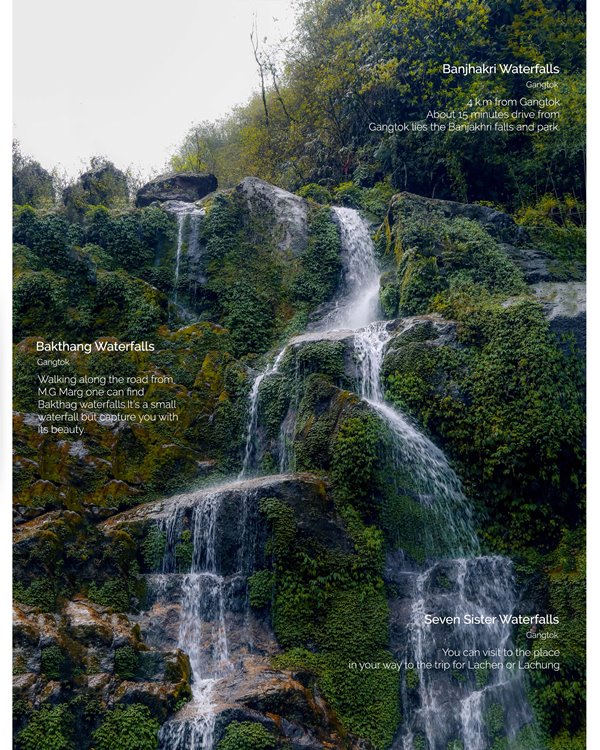 Banjhakri Waterfalls
Gangtok
4 k.m from Gangtok.
About 15 minutes drive from
Gangtok lies the Banjakhri falls and park.
Bakthang Waterfalls
Gangtok
Walking along the road from
M.G Marg one can find
Bakthag waterfalls.It's a small
waterfall but capture you with
its beauty.
Seven Sister Waterfalls
Gangtok
You can visit to the place
in your way to the trip for Lachen or Lachung